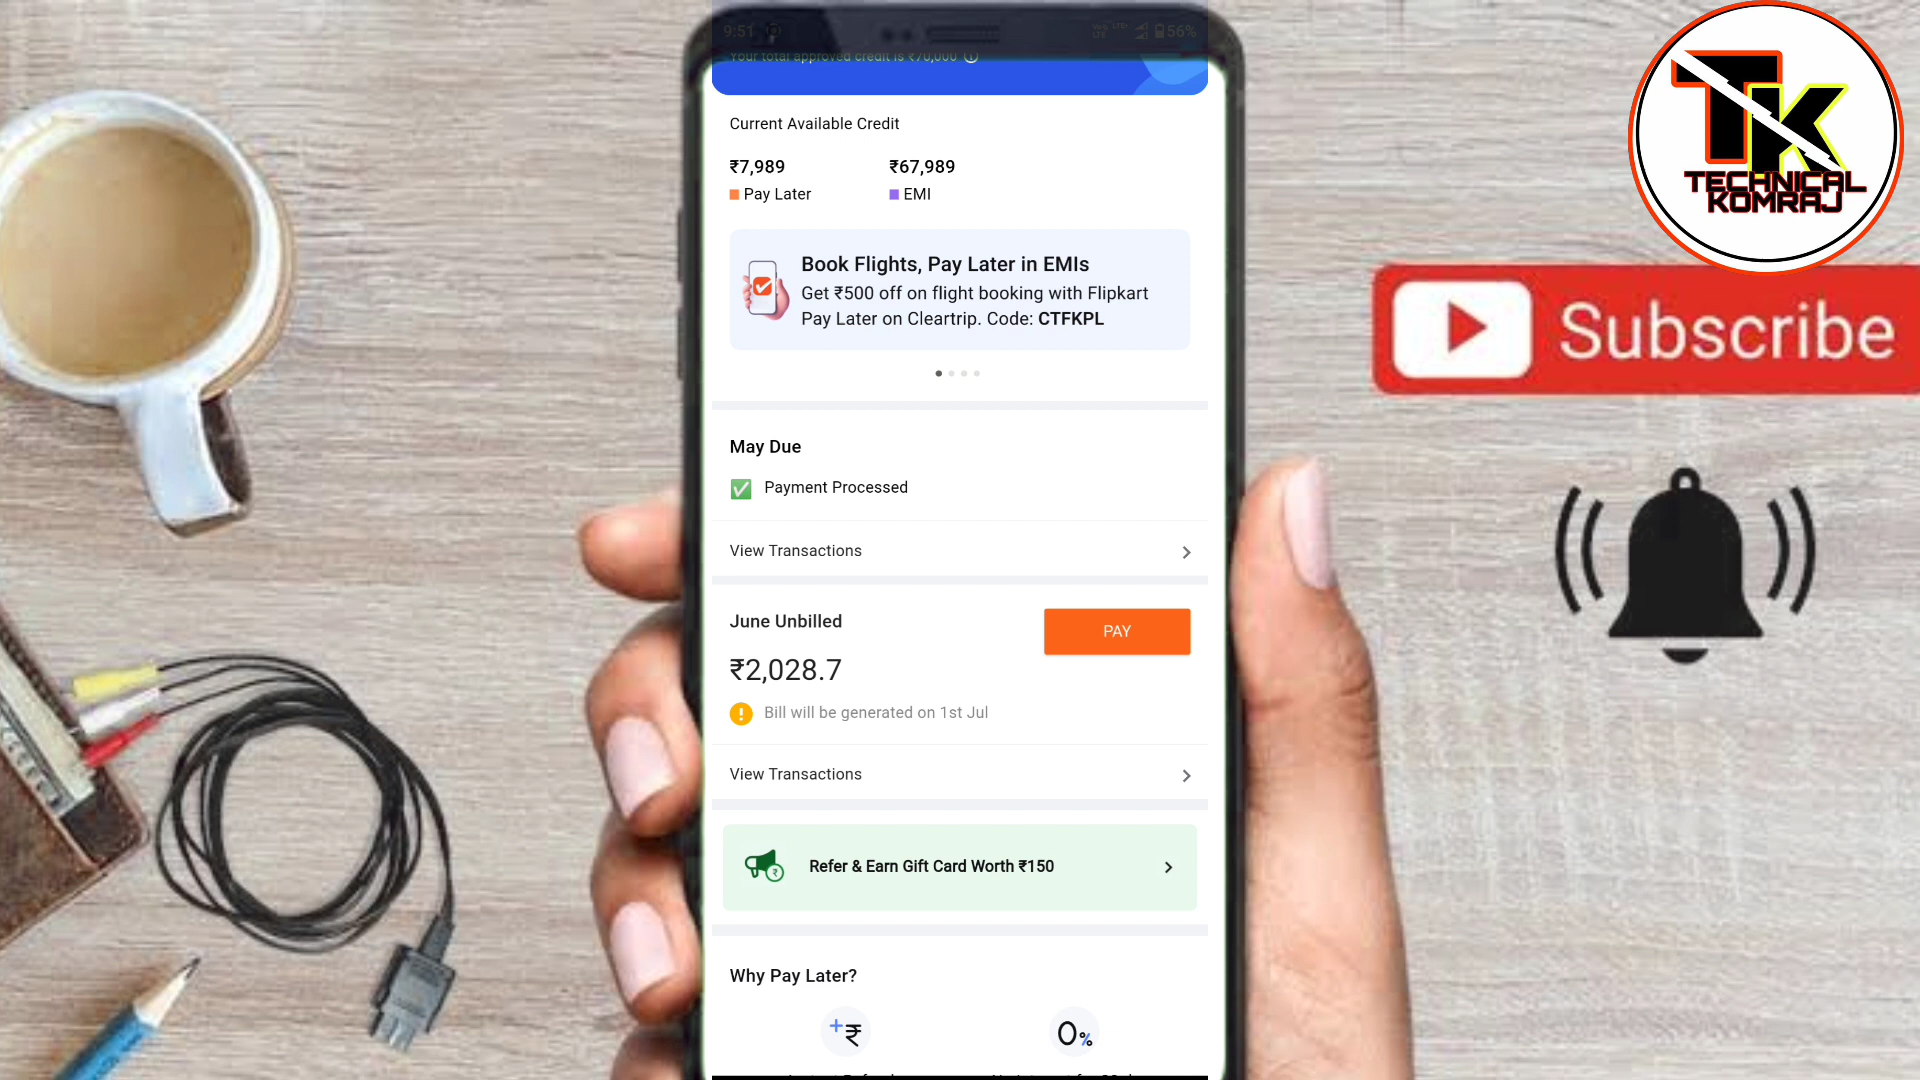 9:51
56%
Your total approved credit is ₹70,000
Current Available Credit
₹7,989
₹67,989
Pay Later
EMI
Book Flights, Pay Later in EMIs
Get ₹500 off on flight booking with Flipkart
Pay Later on Cleartrip. Code: CTFKPL
May Due
Payment Processed
View Transactions
June Unbilled
PAY
₹2,028.7
Bill will be generated on 1st Jul
View Transactions
Refer & Earn Gift Card Worth ₹150
Why Pay Later?
+₹
0%
TK
TECHNICAL
KOMRAJ
Subscribe